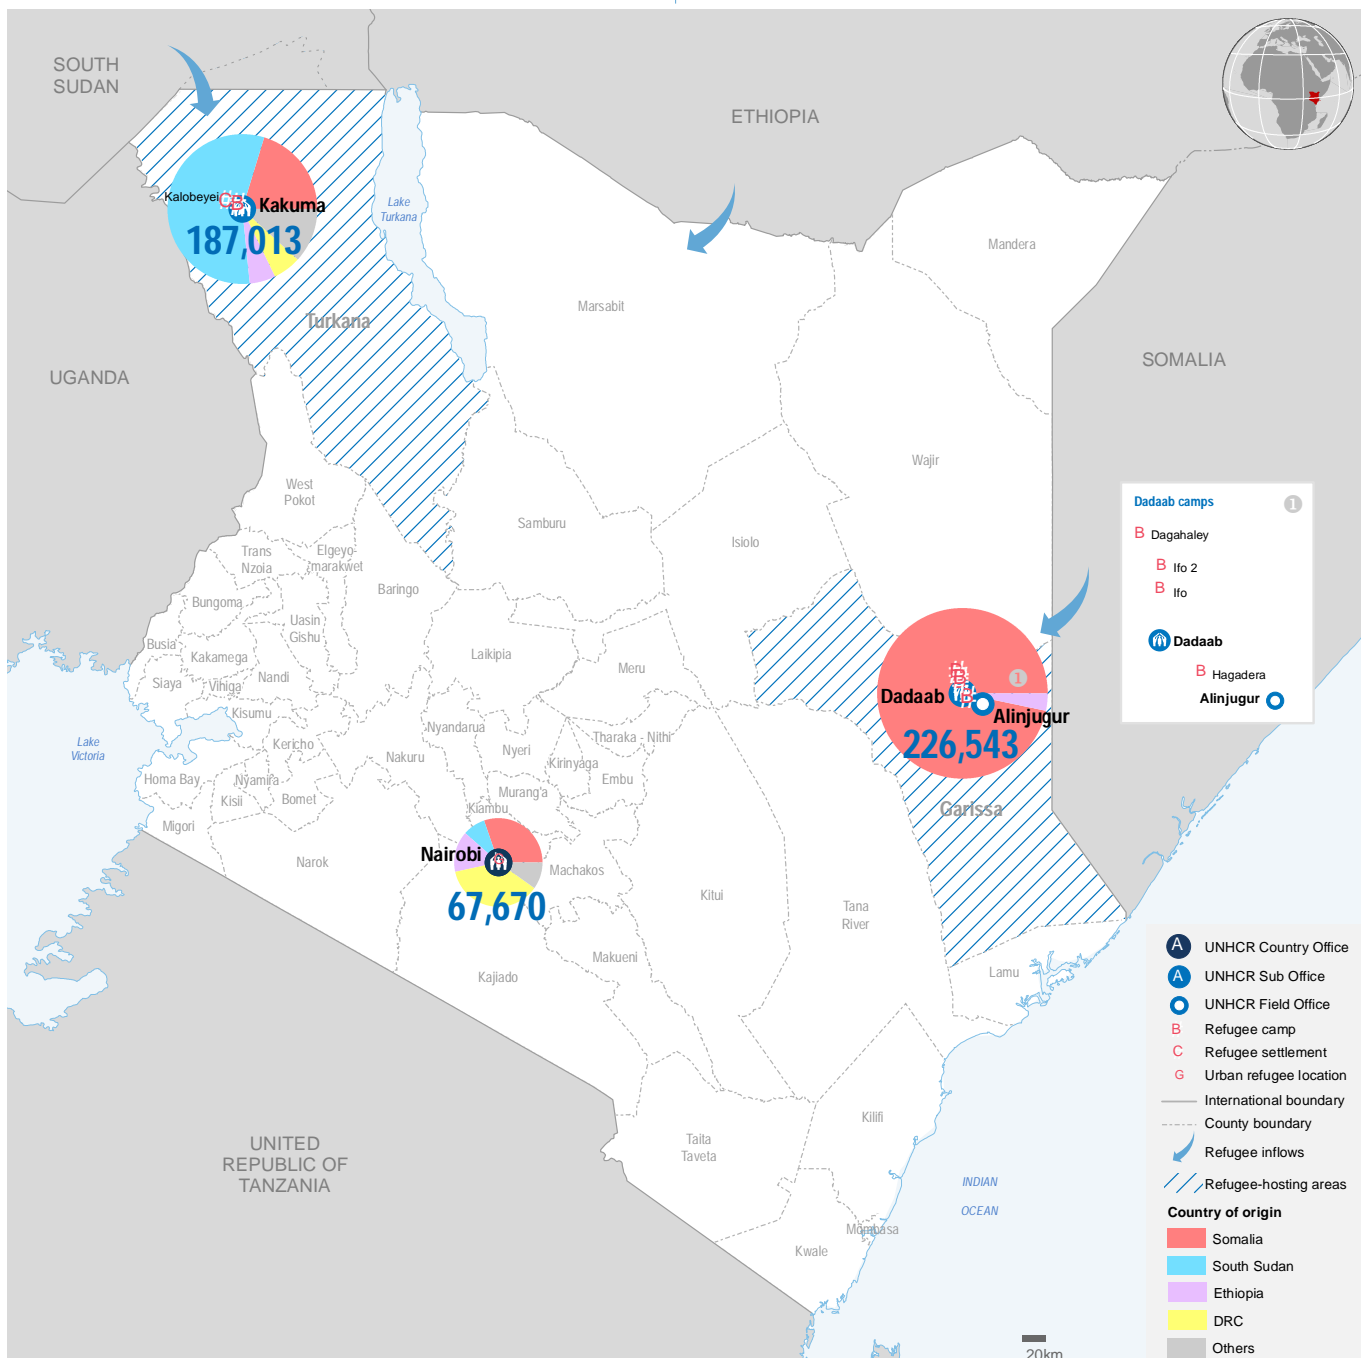 SOUTH
SUDAN
ETHIOPIA
UGANDA
SOMALIA
UNITED
REPUBLIC OF
TANZANIA
Kalobeyei
C
B
Kakuma
187,013
Lake
Turkana
Turkana
Mandera
Marsabit
Wajir
West
Pokot
Samburu
Isiolo
Trans
Nzoia
Elgeyo-
marakwet
Baringo
Bungoma
Uasin
Gishu
Busia
Kakamega
Laikipia
Meru
Siaya
Vihiga
Nandi
Kisumu
Nyandarua
Tharaka - Nithi
Kericho
Nyeri
Kirinyaga
Lake
Victoria
Homa Bay
Nyamira
Nakuru
Embu
Kisii
Bomet
Murang'a
Kiambu
Migori
Narok
Nairobi
67,670
Machakos
Kitui
Tana
River
Makueni
Kajiado
Lamu
Dadaab
B
B
1
Alinjugur
226,543
Garissa
Taita
Taveta
Kilifi
Kwale
Mombasa
INDIAN
OCEAN
Dadaab camps
1
B Dagahaley
B Ifo 2
B Ifo
Dadaab
B Hagadera
Alinjugur
A UNHCR Country Office
A UNHCR Sub Office
UNHCR Field Office
B Refugee camp
C Refugee settlement
G Urban refugee location
International boundary
County boundary
Refugee inflows
Refugee-hosting areas
Country of origin
Somalia
South Sudan
Ethiopia
DRC
Others
20km